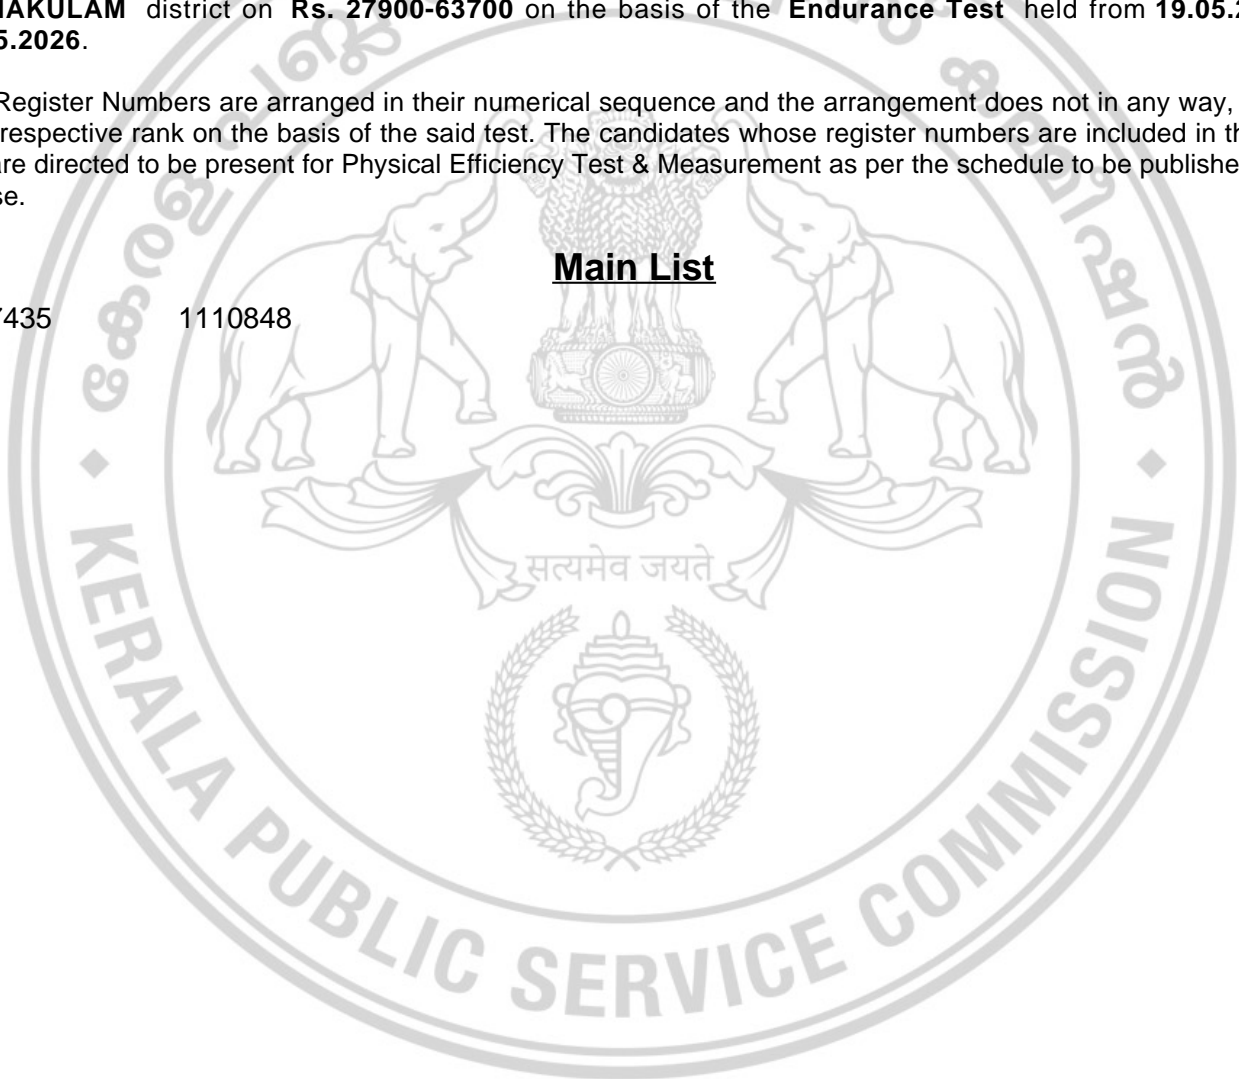 NAKULAM district on Rs. 27900-63700 on the basis of the Endurance Test held from 19.05.2
5.2026.
Register Numbers are arranged in their numerical sequence and the arrangement does not in any way,
respective rank on the basis of the said test. The candidates whose register numbers are included in th
are directed to be present for Physical Efficiency Test & Measurement as per the schedule to be publishe
se.
Main List
7435 1110848
സത്യमेव जयते
KERALA PUBLIC SERVICE COMMISSION